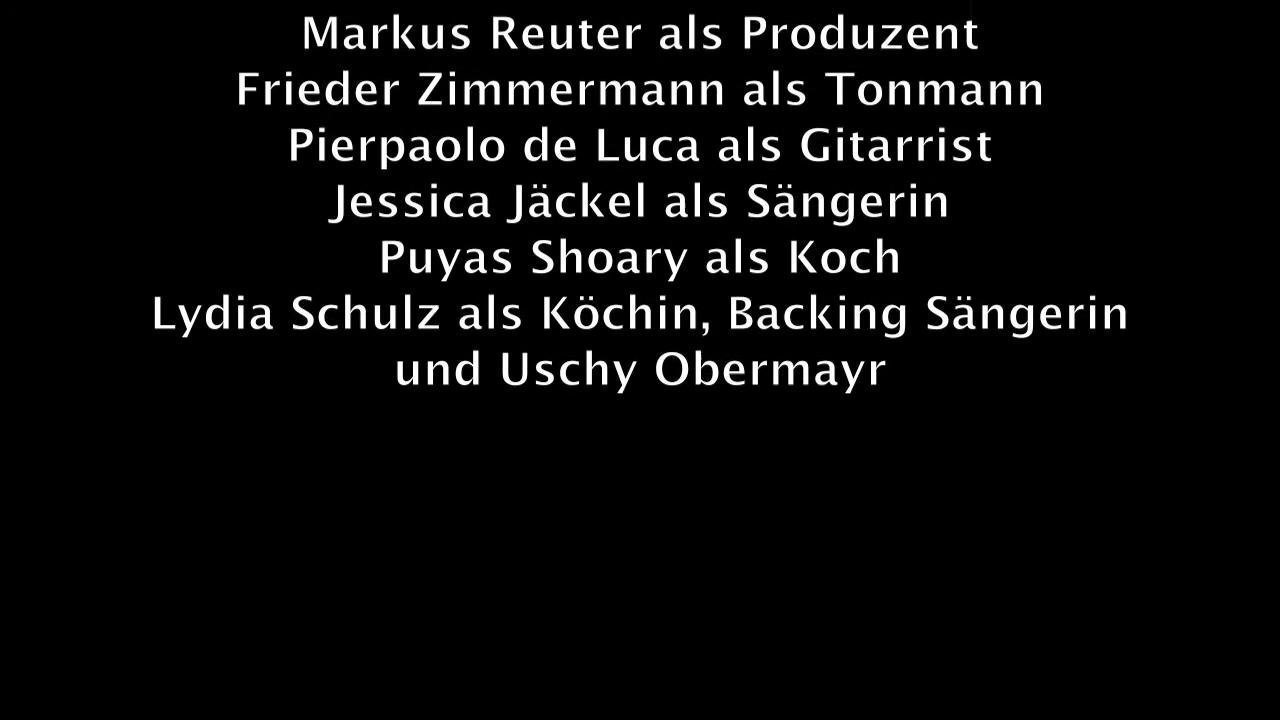 Markus Reuter als Produzent
Frieder Zimmermann als Tonmann
Pierpaolo de Luca als Gitarrist
Jessica Jäckel als Sängerin
Puyas Shoary als Koch
Lydia Schulz als Köchin, Backing Sängerin
und Uschy Obermayr